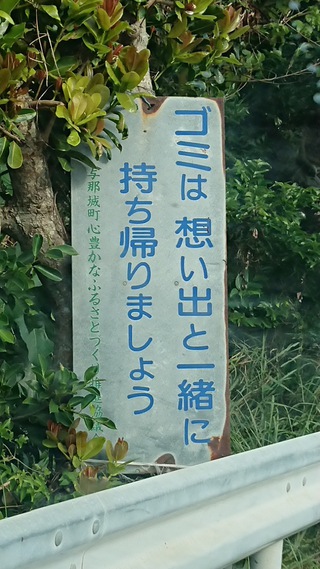 ゴミは 想い出と一緒に
持ち帰りましょう
与那城町心豊かなふるさとつく